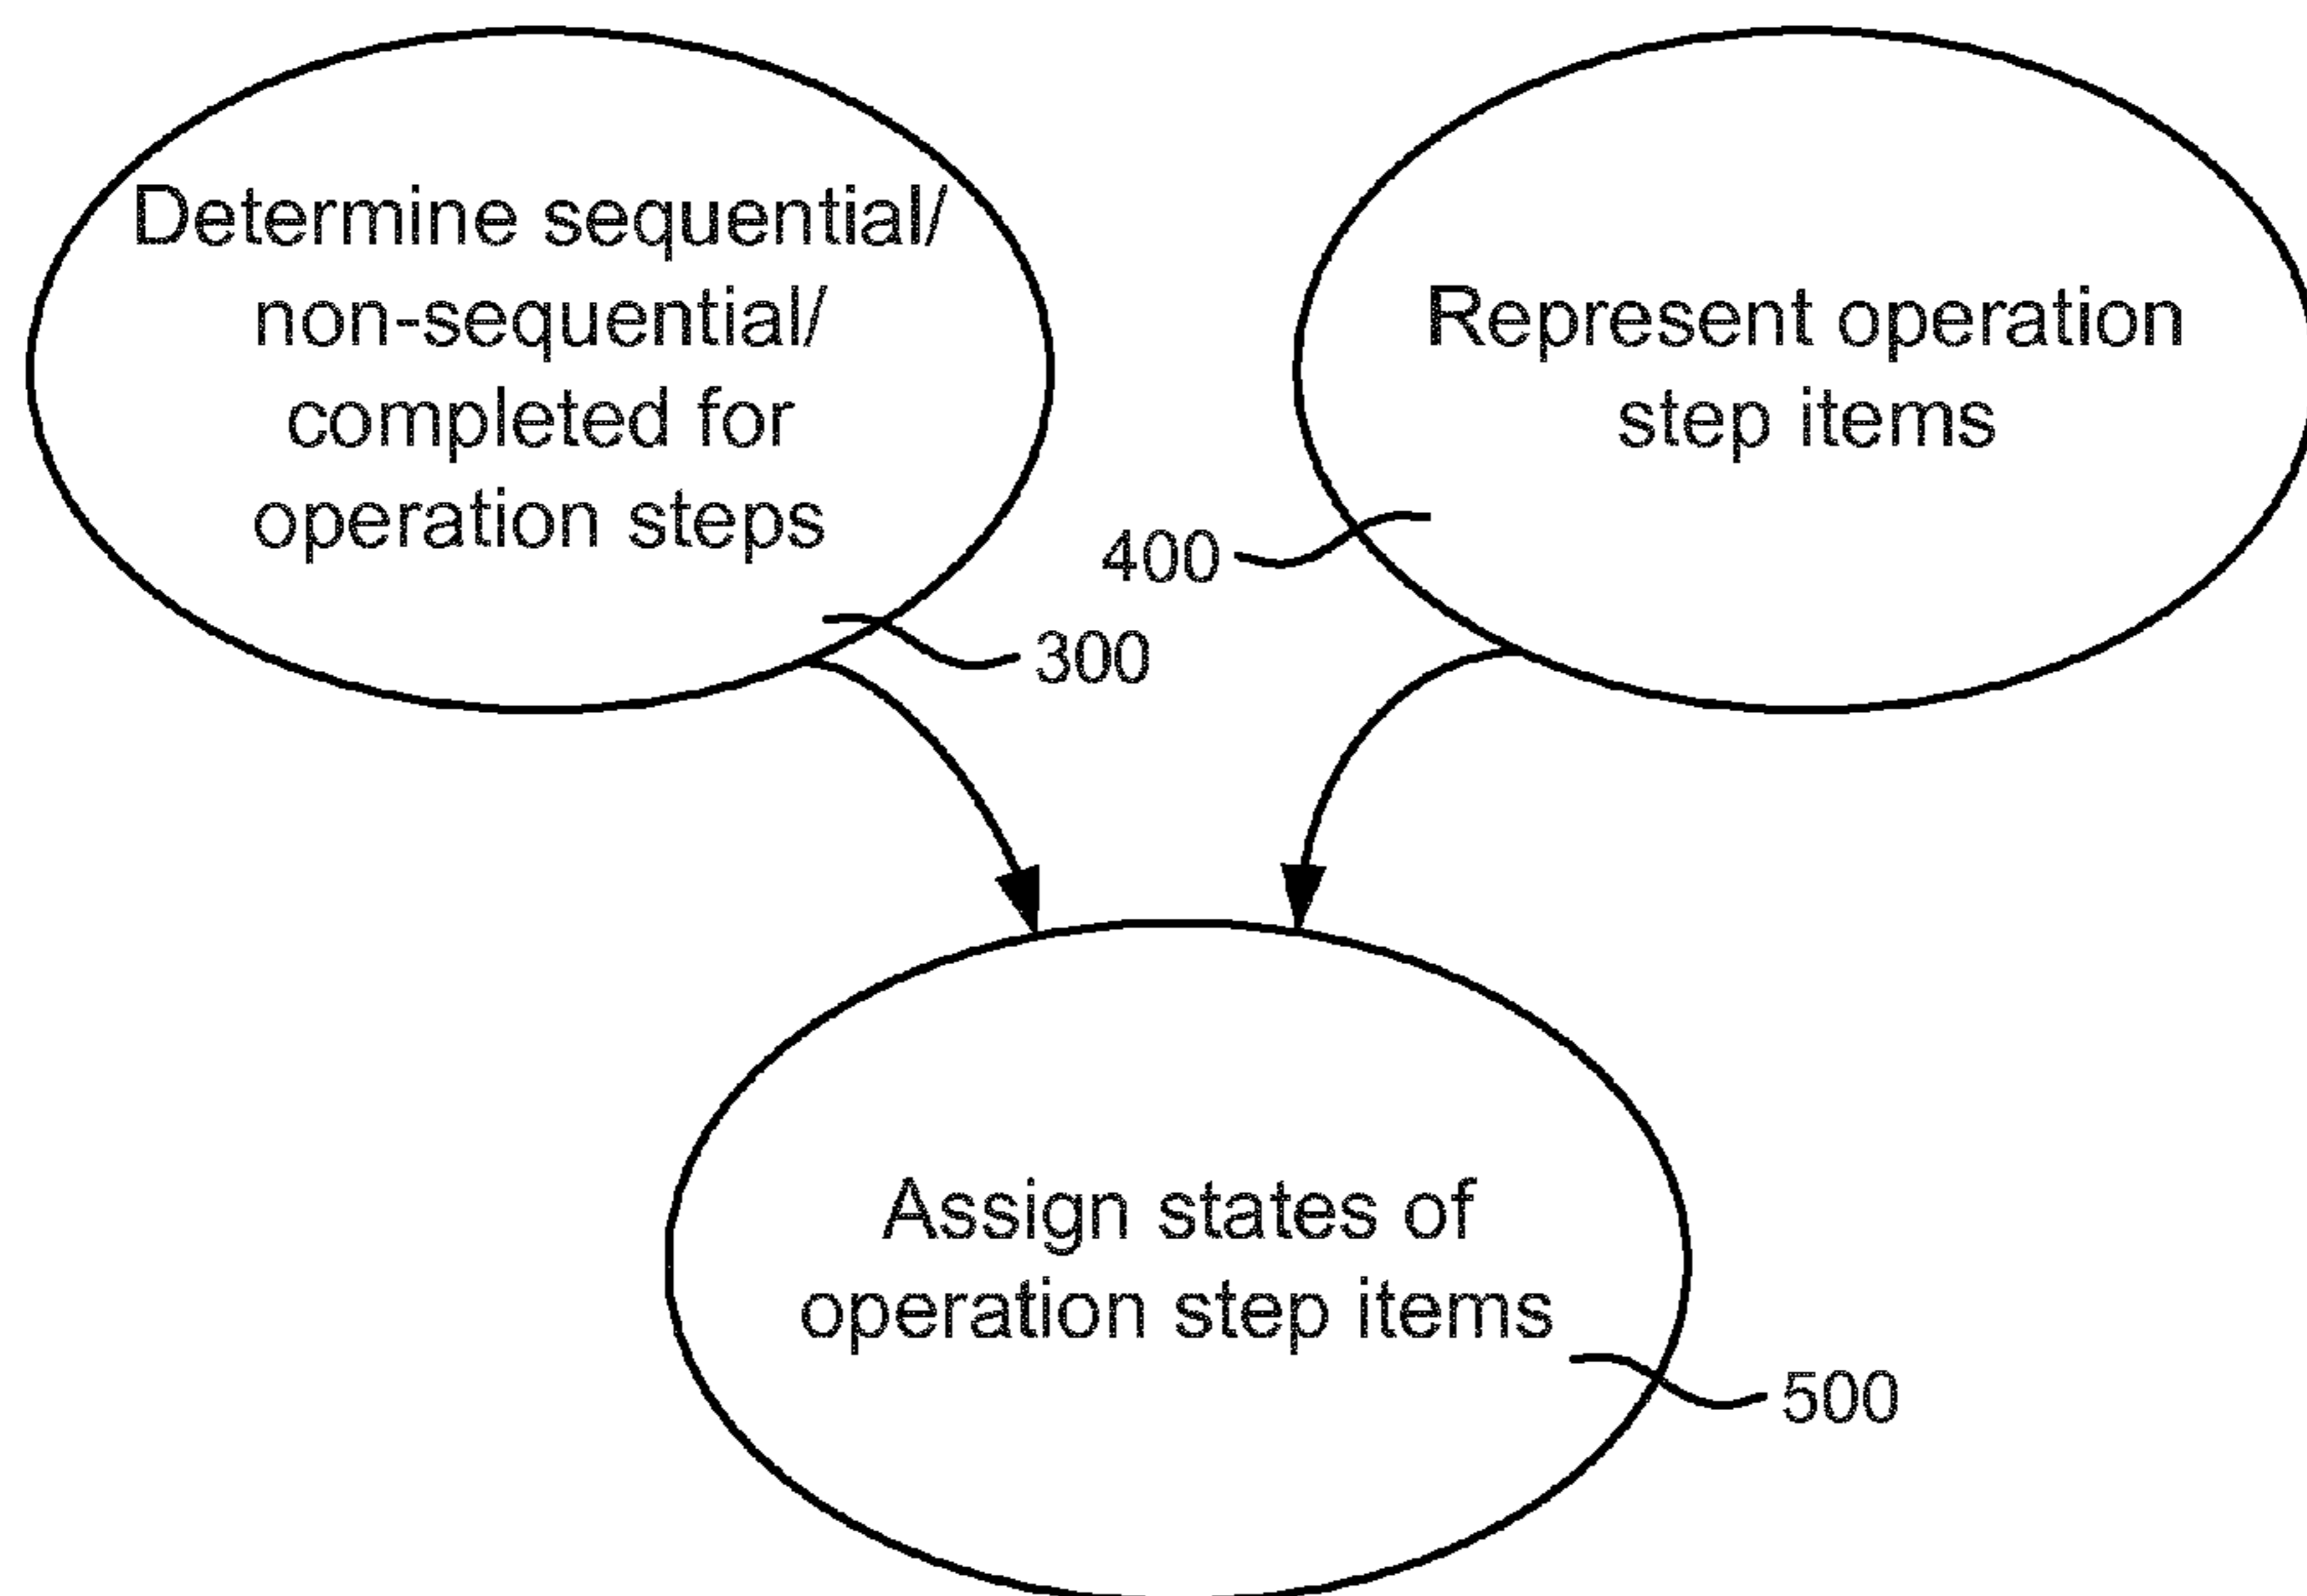 Determine sequential/
non-sequential/
completed for
operation steps
300
Represent operation
step items
400
Assign states of
operation step items
500